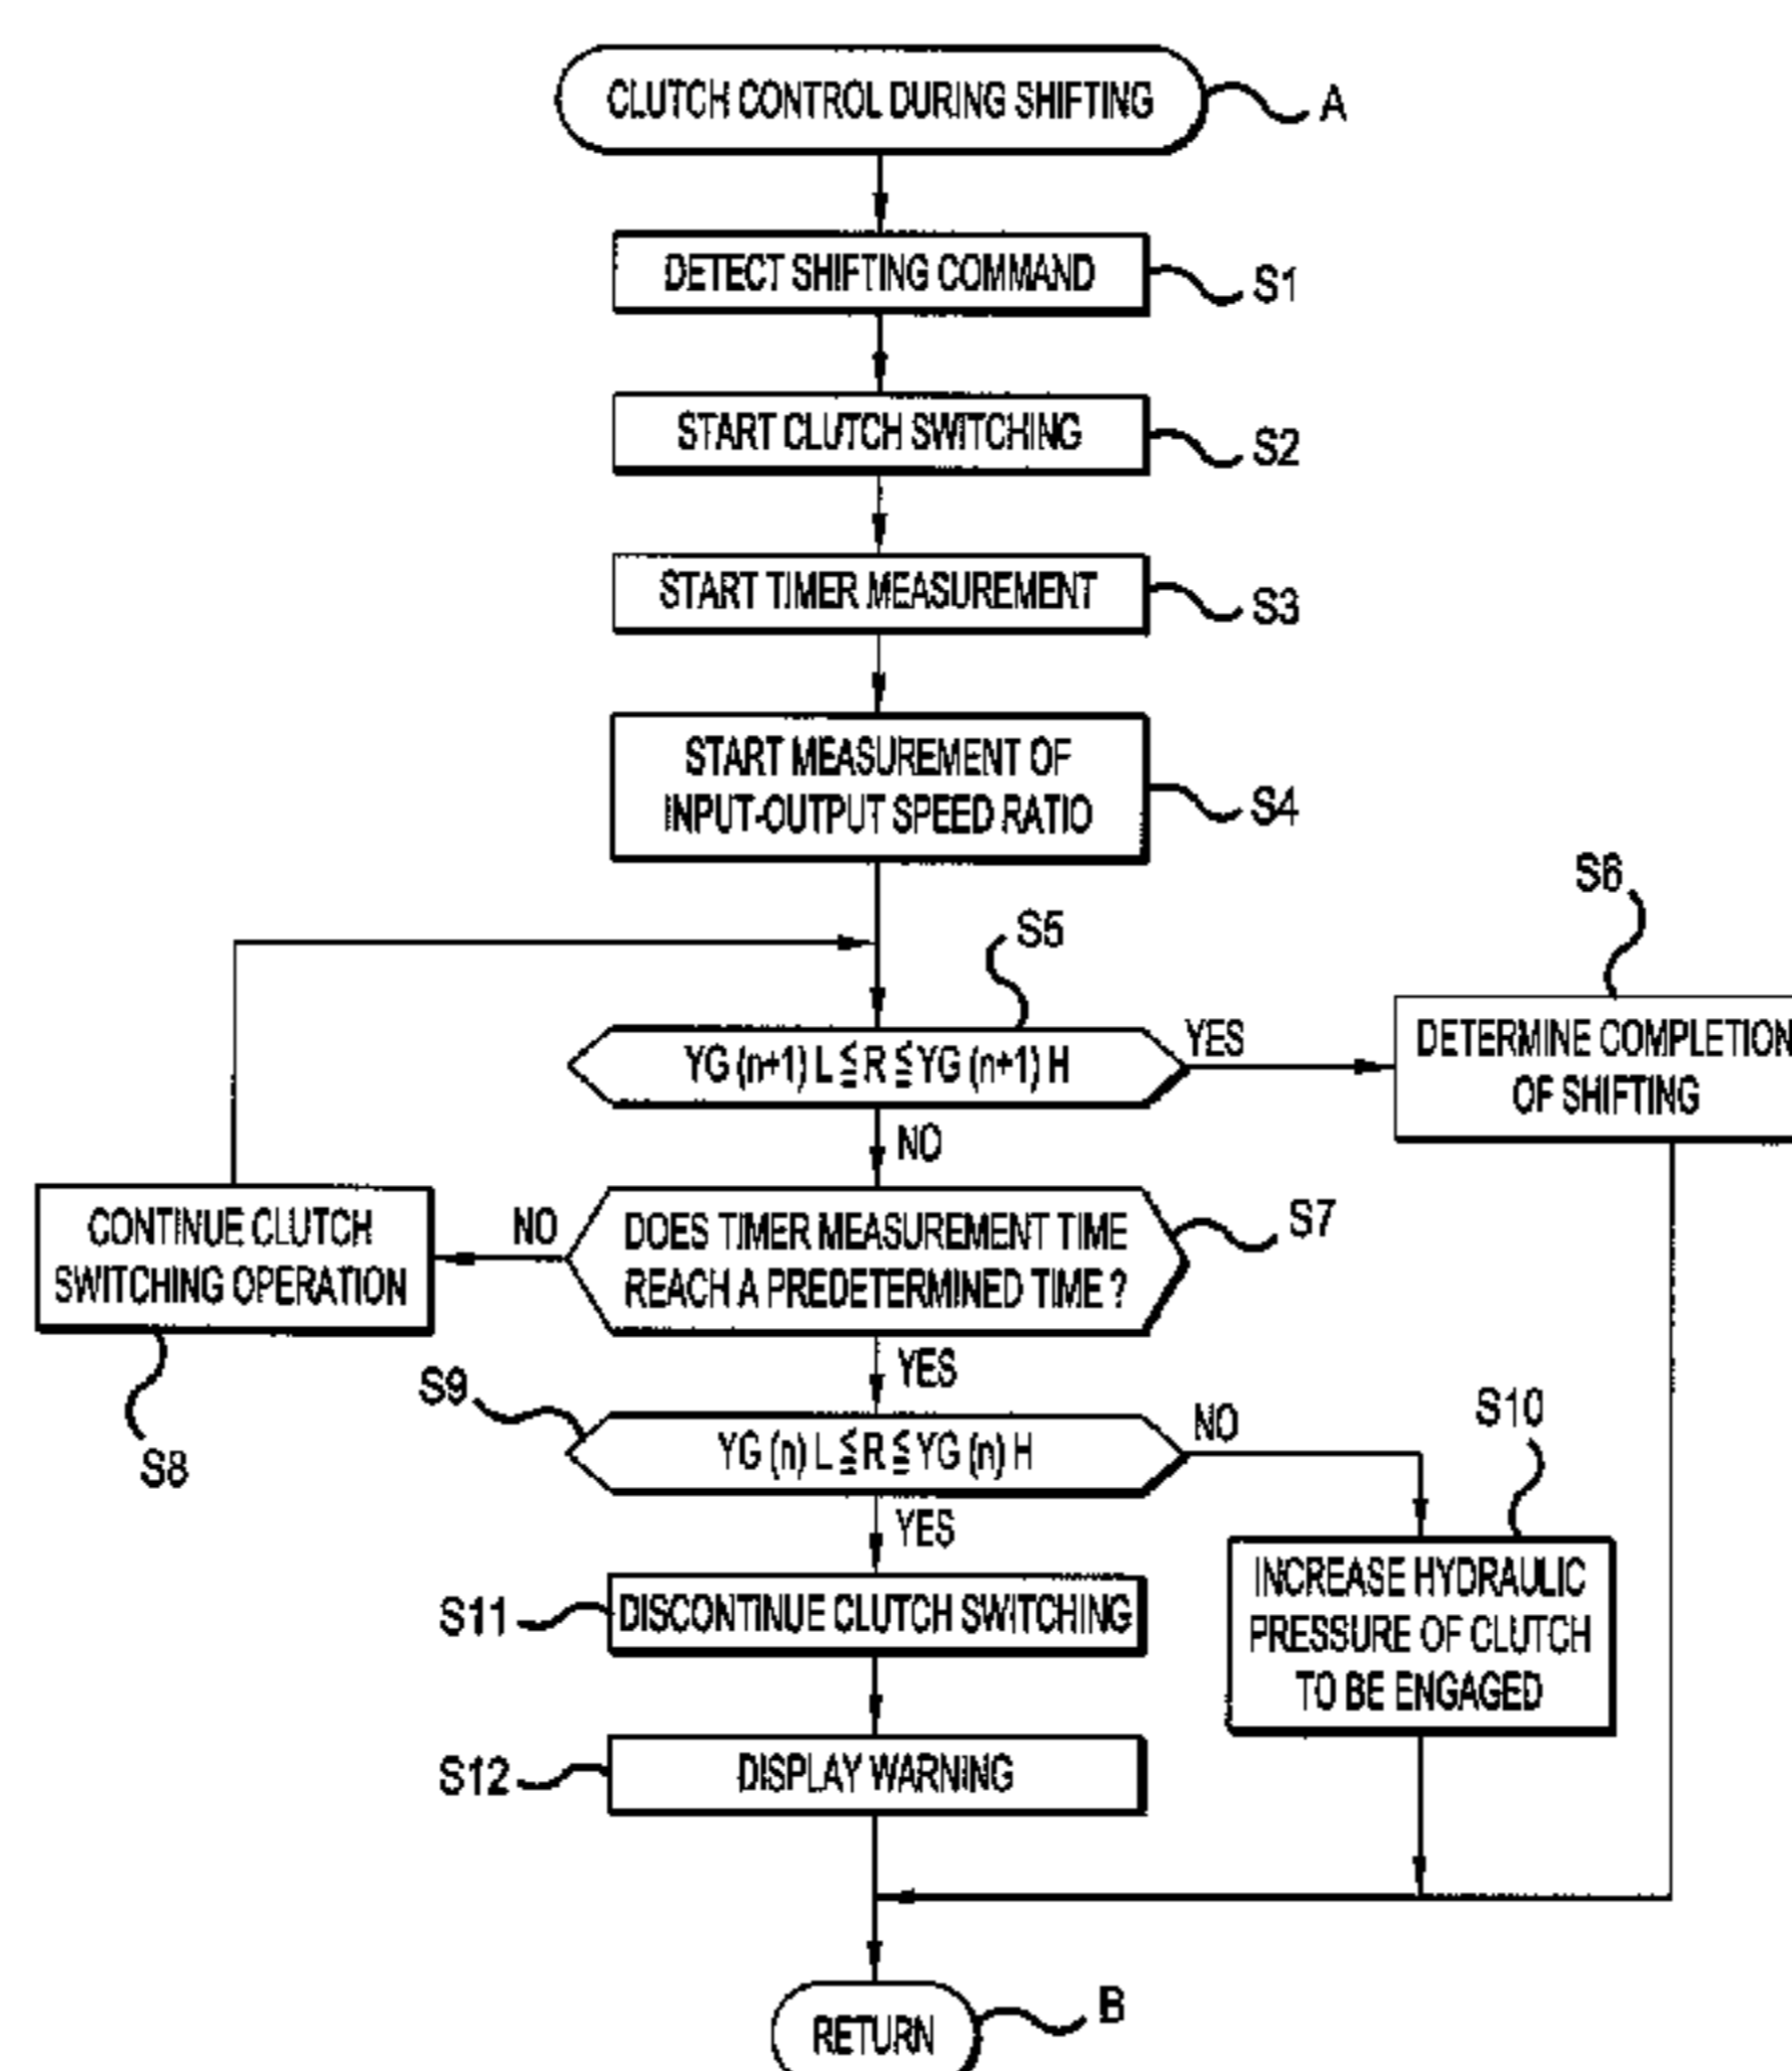 CLUTCH CONTROL DURING SHIFTING
A
DETECT SHIFTING COMMAND
S1
START CLUTCH SWITCHING
S2
START TIMER MEASUREMENT
S3
START MEASUREMENT OF
INPUT-OUTPUT SPEED RATIO
S4
S5
S6
YG (n+1) L ≦ R ≦ YG (n+1) H
YES
DETERMINE COMPLETION
OF SHIFTING
NO
CONTINUE CLUTCH
SWITCHING OPERATION
S8
NO
DOES TIMER MEASUREMENT TIME
REACH A PREDETERMINED TIME ?
S7
YES
S9
YG (n) L ≦ R ≦ YG (n) H
NO
S10
YES
INCREASE HYDRAULIC
PRESSURE OF CLUTCH
TO BE ENGAGED
S11
DISCONTINUE CLUTCH SWITCHING
S12
DISPLAY WARNING
RETURN
B